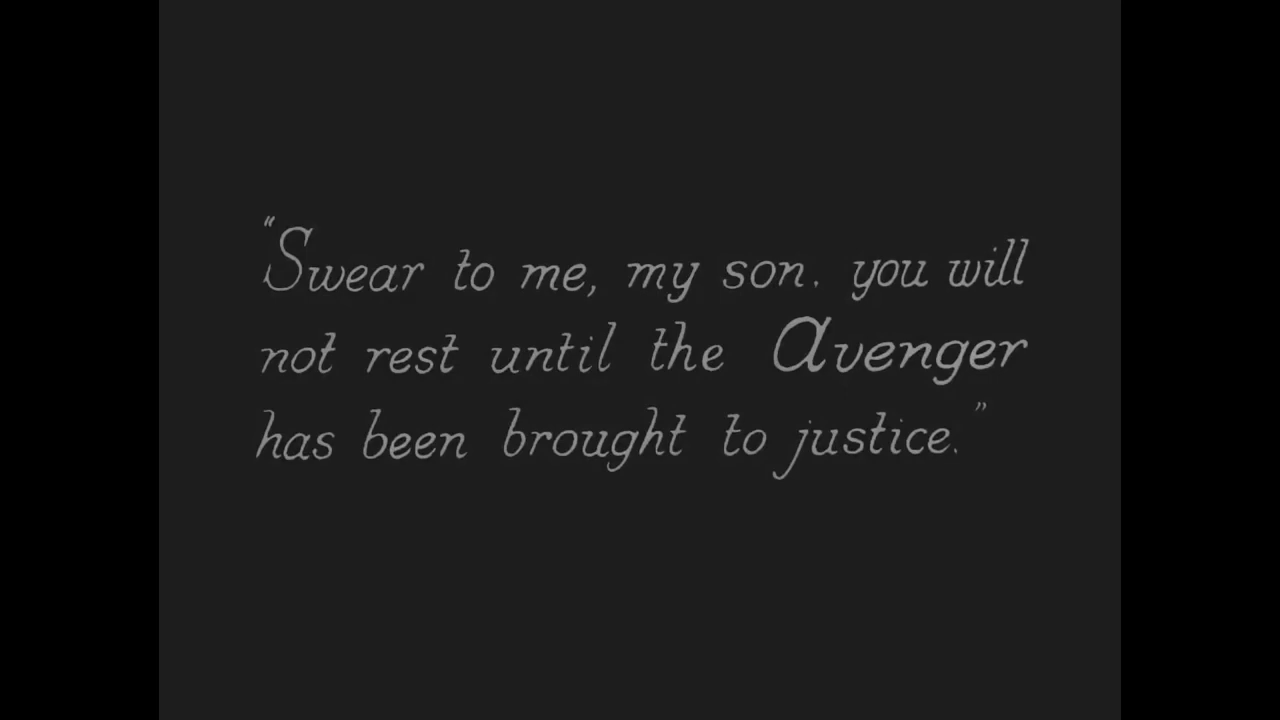 "Swear to me, my son. you will
not rest until the Avenger
has been brought to justice."